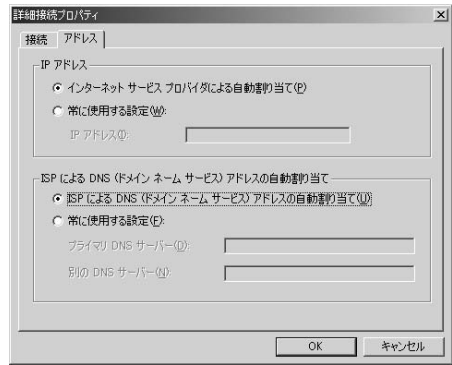 詳細接続プロパティ
接続 アドレス
IP アドレス
インターネット サービス プロバイダによる自動割り当て(P)
常に使用する設定(W):
IP アドレス(I):
ISP による DNS (ドメイン ネーム サービス) アドレスの自動割り当て
ISP による DNS (ドメイン ネーム サービス) アドレスの自動割り当て(U)
常に使用する設定(F):
プライマリ DNS サーバー(D):
別の DNS サーバー(N):
OK キャンセル